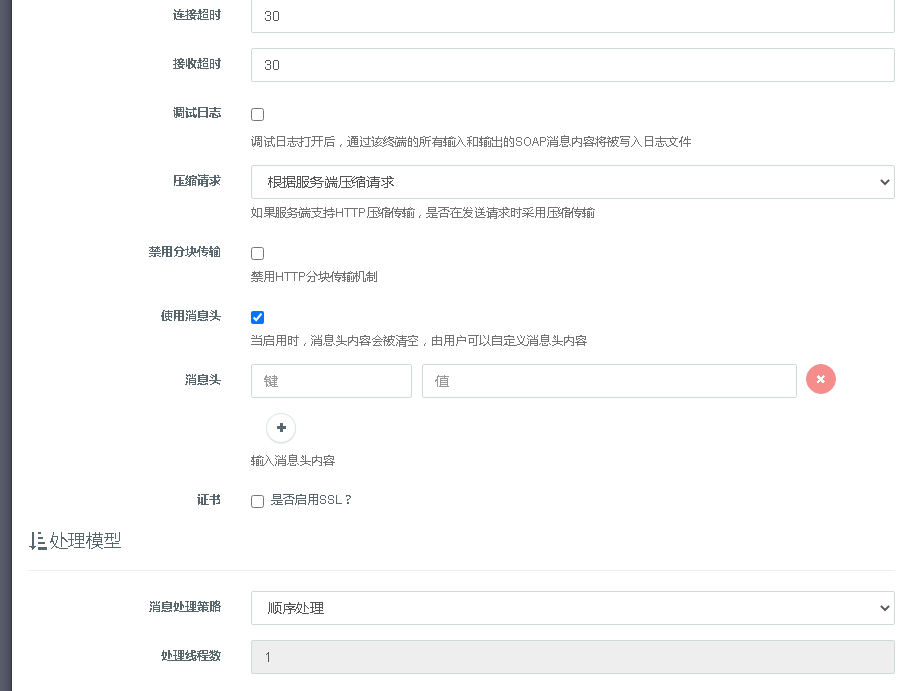 连接超时 30
接收超时 30
调试日志
调试日志打开后，通过该终端的所有输入和输出的SOAP消息内容将被写入日志文件
压缩请求 根据服务端压缩请求
如果服务端支持HTTP压缩传输，是否在发送请求时采用压缩传输
禁用分块传输
禁用HTTP分块传输机制
使用消息头
当启用时，消息头内容会被清空，由用户可以自定义消息头内容
消息头 键 值
输入消息头内容
证书 是否启用SSL？
处理模型
消息处理策略 顺序处理
处理线程数 1